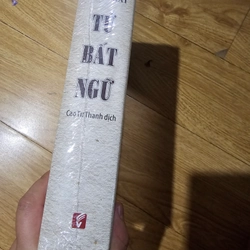 TỬ
BẤT
NGỮ
Cao Tự Thanh dịch